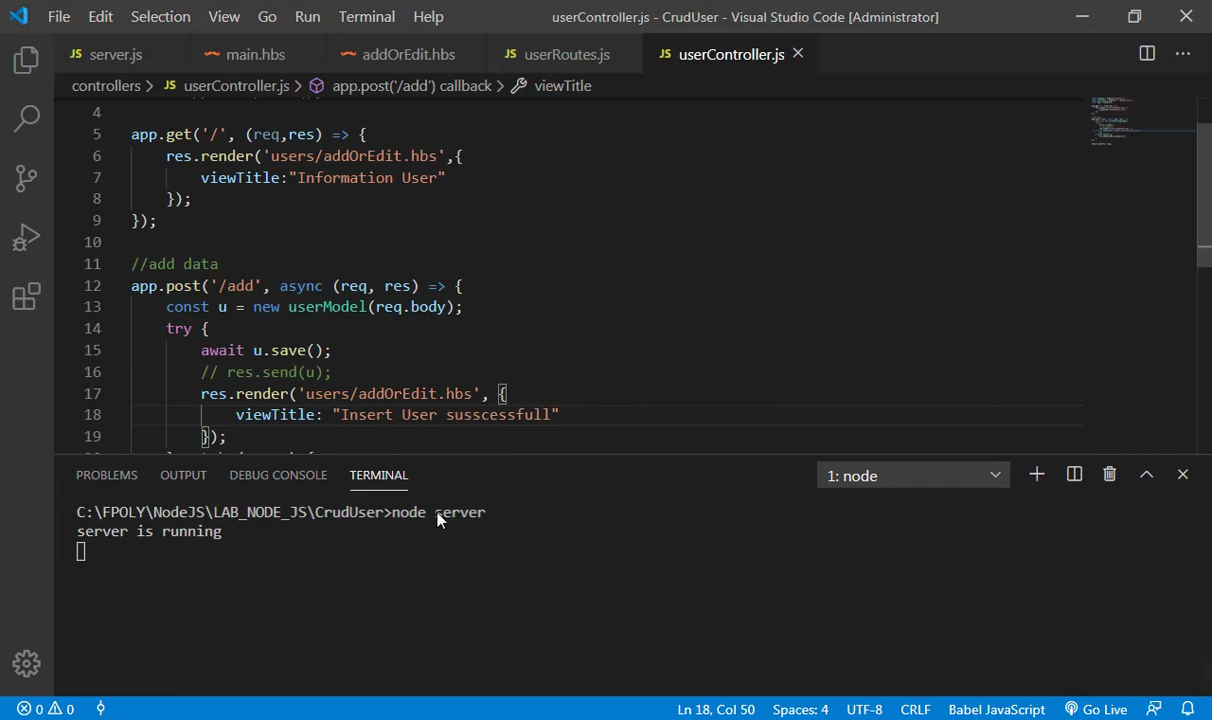 File Edit Selection View Go Run Terminal Help userController.js - CrudUser - Visual Studio Code [Administrator]
JS server.js main.hbs addOrEdit.hbs JS userRoutes.js JS userController.js
controllers > JS userController.js > app.post('/add') callback > viewTitle
4
5 app.get('/', (req,res) => {
6 res.render('users/addOrEdit.hbs',{
7 viewTitle:"Information User"
8 });
9 });
10
11 //add data
12 app.post('/add', async (req, res) => {
13 const u = new userModel(req.body);
14 try {
15 await u.save();
16 // res.send(u);
17 res.render('users/addOrEdit.hbs', {
18 viewTitle: "Insert User susscessfull"
19 });
PROBLEMS OUTPUT DEBUG CONSOLE TERMINAL 1: node
C:\FPOLY\NodeJS\LAB_NODE_JS\CrudUser>node server
server is running
0 0 Ln 18, Col 50 Spaces: 4 UTF-8 CRLF Babel JavaScript Go Live